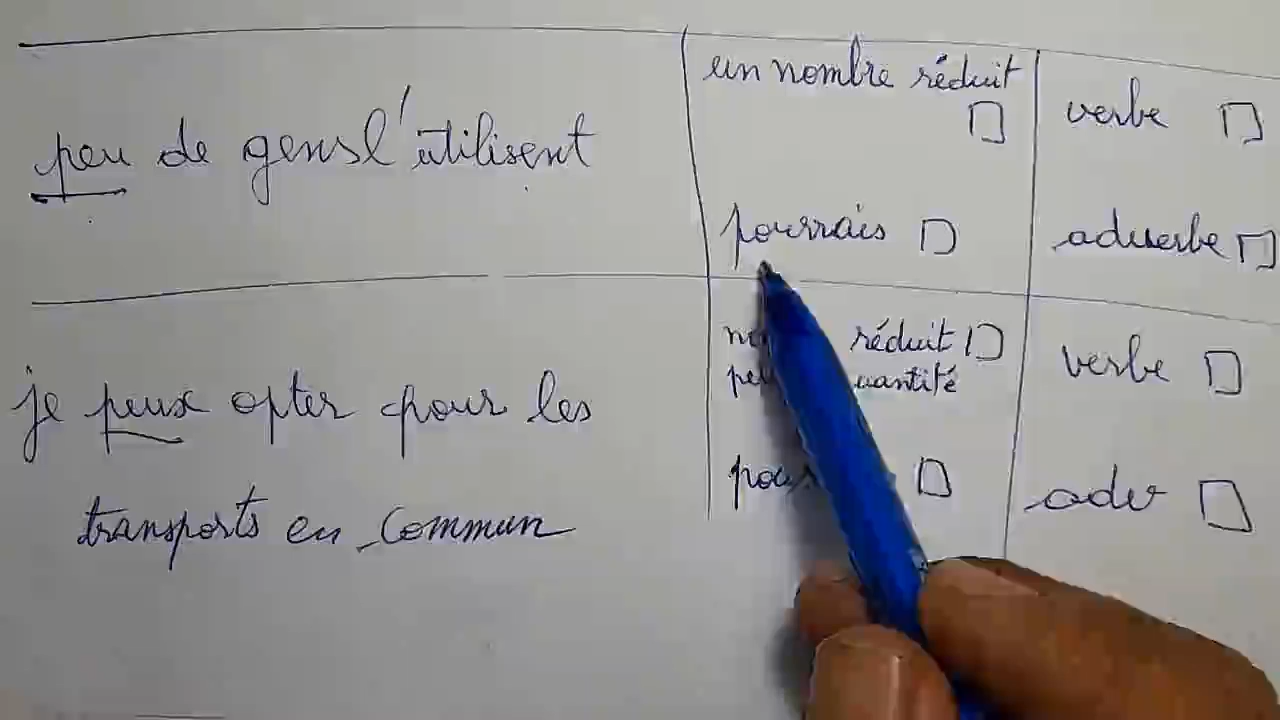 un nombre réduit
verbe
peu de gens l'utilisent
pourrais
adverbe
réduit
verbe
je peux opter pour les
transports en commun
adv